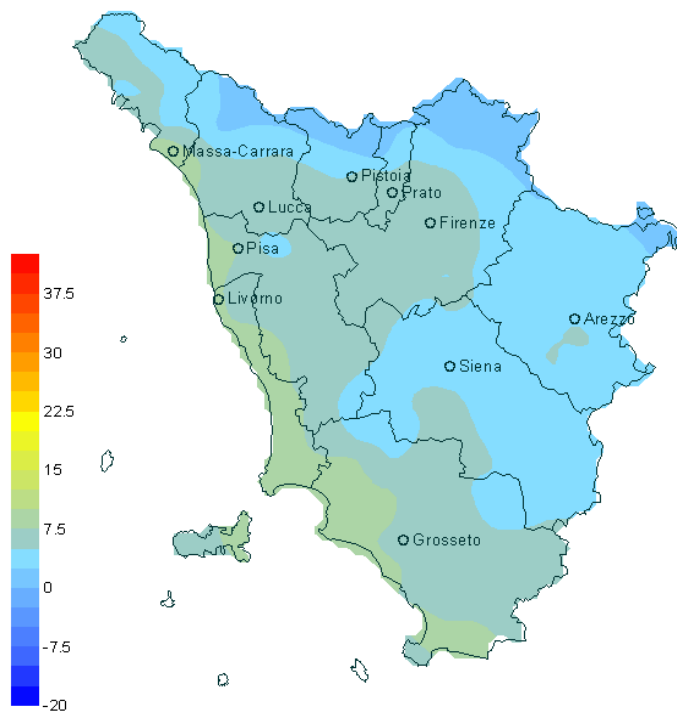 Massa-Carrara
Pistoia
Prato
Lucca
Firenze
Pisa
Livorno
Arezzo
Siena
Grosseto
37.5
30
22.5
15
7.5
0
-7.5
-20